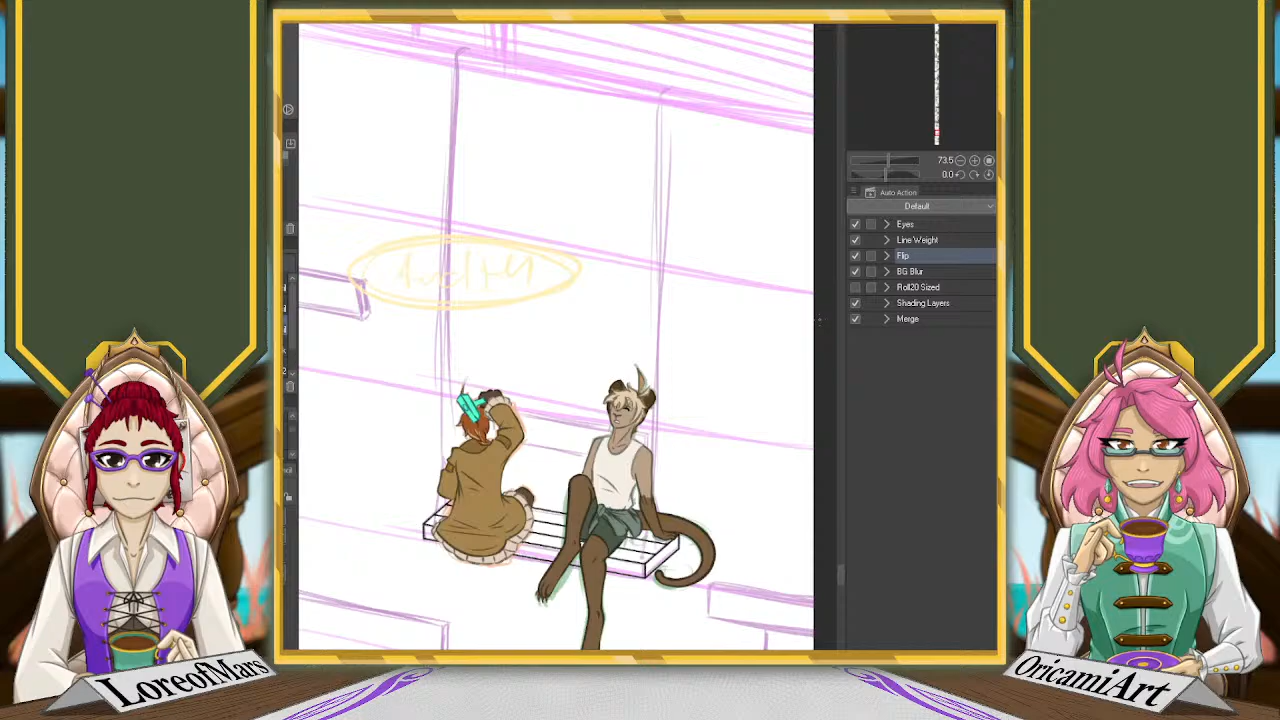 73.5
0.0
Auto Action
Default
Eyes
Line Weight
Flip
BG Blur
Roll20 Sized
Shading Layers
Merge
LoreofMars
OricamiArt